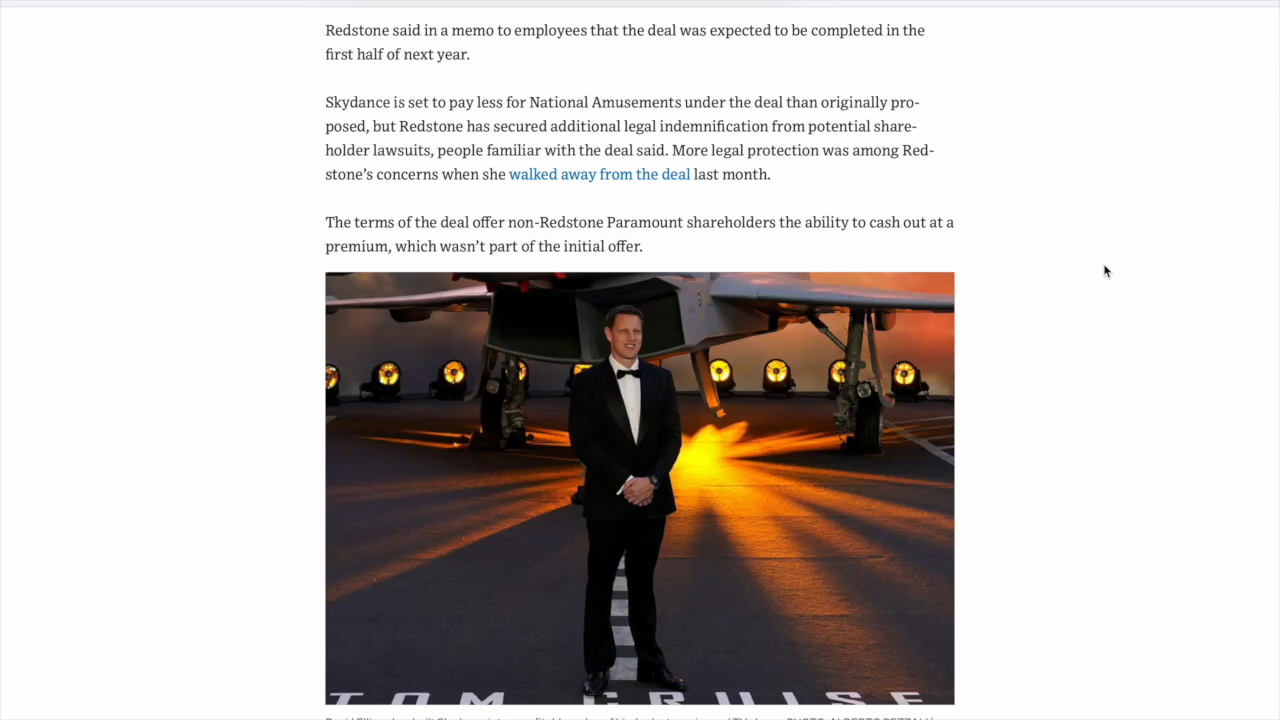 Redstone said in a memo to employees that the deal was expected to be completed in the
first half of next year.
Skydance is set to pay less for National Amusements under the deal than originally pro-
posed, but Redstone has secured additional legal indemnification from potential share-
holder lawsuits, people familiar with the deal said. More legal protection was among Red-
stone’s concerns when she walked away from the deal last month.
The terms of the deal offer non-Redstone Paramount shareholders the ability to cash out at a
premium, which wasn’t part of the initial offer.
TOM CRUISE